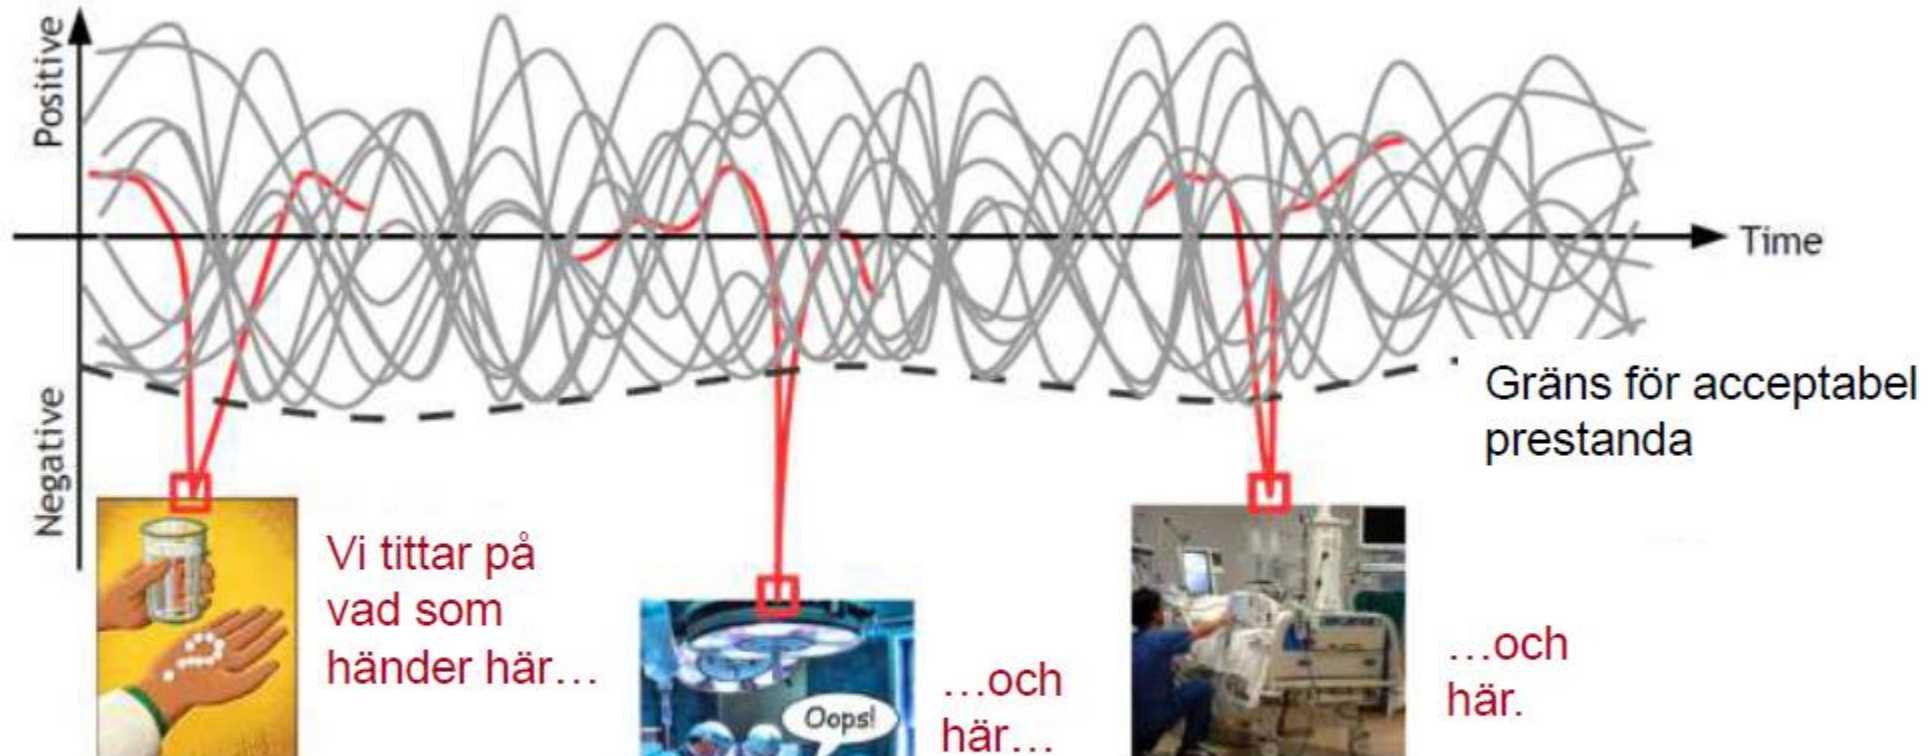 Positive
Time
Negative
Gräns för acceptabel
prestanda
Vi tittar på
vad som
händer här…
Oops!
…och
här…
…och
här.